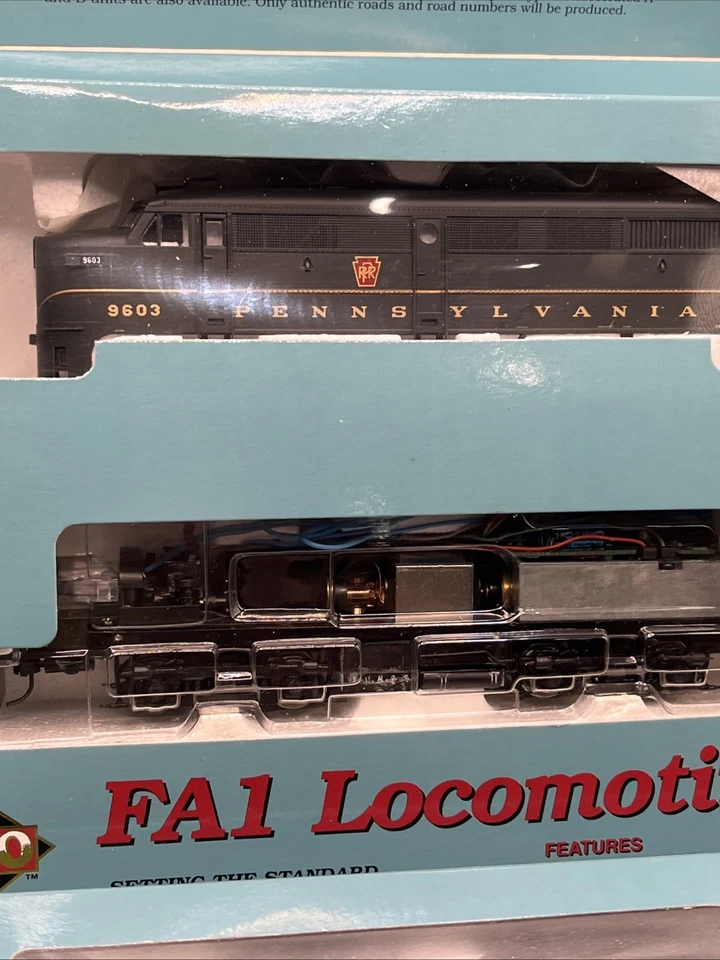 units are also available. Only authentic roads and road numbers will be produced.
9603
PRR
9603 PENNSYLVANIA
FA1 Locomoti
O
TM
FEATURES
SETTING THE STANDARD